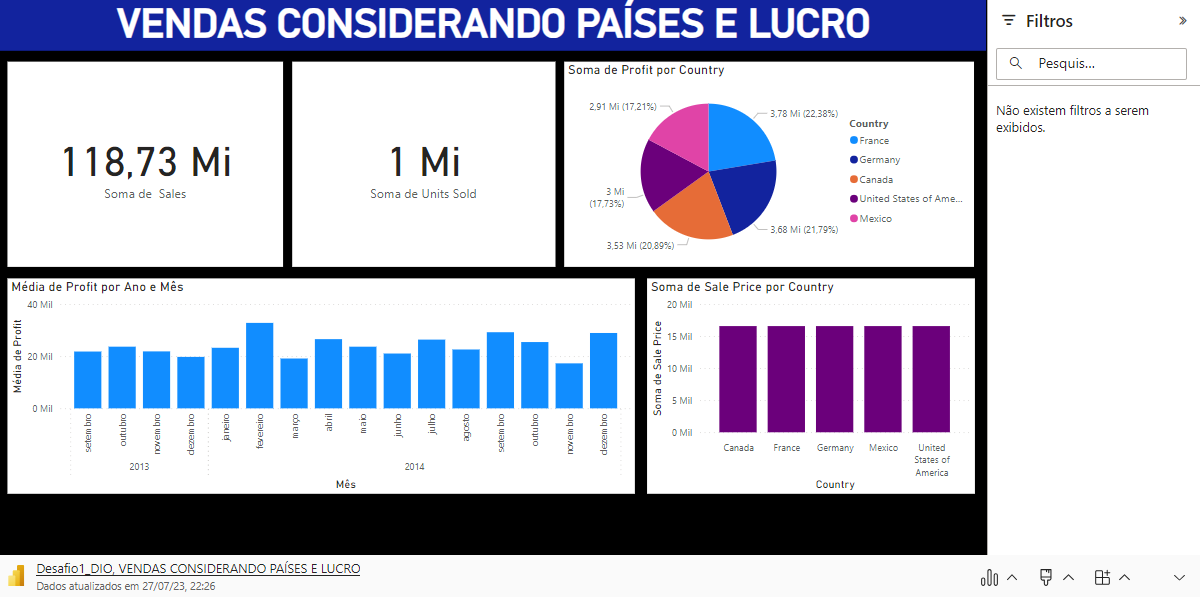 VENDAS CONSIDERANDO PAÍSES E LUCRO
118,73 Mi
Soma de  Sales
1 Mi
Soma de Units Sold
Soma de Profit por Country
2,91 Mi (17,21%)
3,78 Mi (22,38%)
3 Mi
(17,73%)
3,68 Mi (21,79%)
3,53 Mi (20,89%)
Country
France
Germany
Canada
United States of Ame...
Mexico
Média de Profit por Ano e Mês
Média de Profit
40 Mil
20 Mil
0 Mil
setembro
outubro
novembro
dezembro
janeiro
fevereiro
março
abril
maio
junho
julho
agosto
setembro
outubro
novembro
dezembro
2013
2014
Mês
Soma de Sale Price por Country
Soma de Sale Price
20 Mil
15 Mil
10 Mil
5 Mil
0 Mil
Canada
France
Germany
Mexico
United
States of
America
Country
Filtros
Pesquis...
Não existem filtros a serem
exibidos.
Desafio1_DIO, VENDAS CONSIDERANDO PAÍSES E LUCRO
Dados atualizados em 27/07/23, 22:26